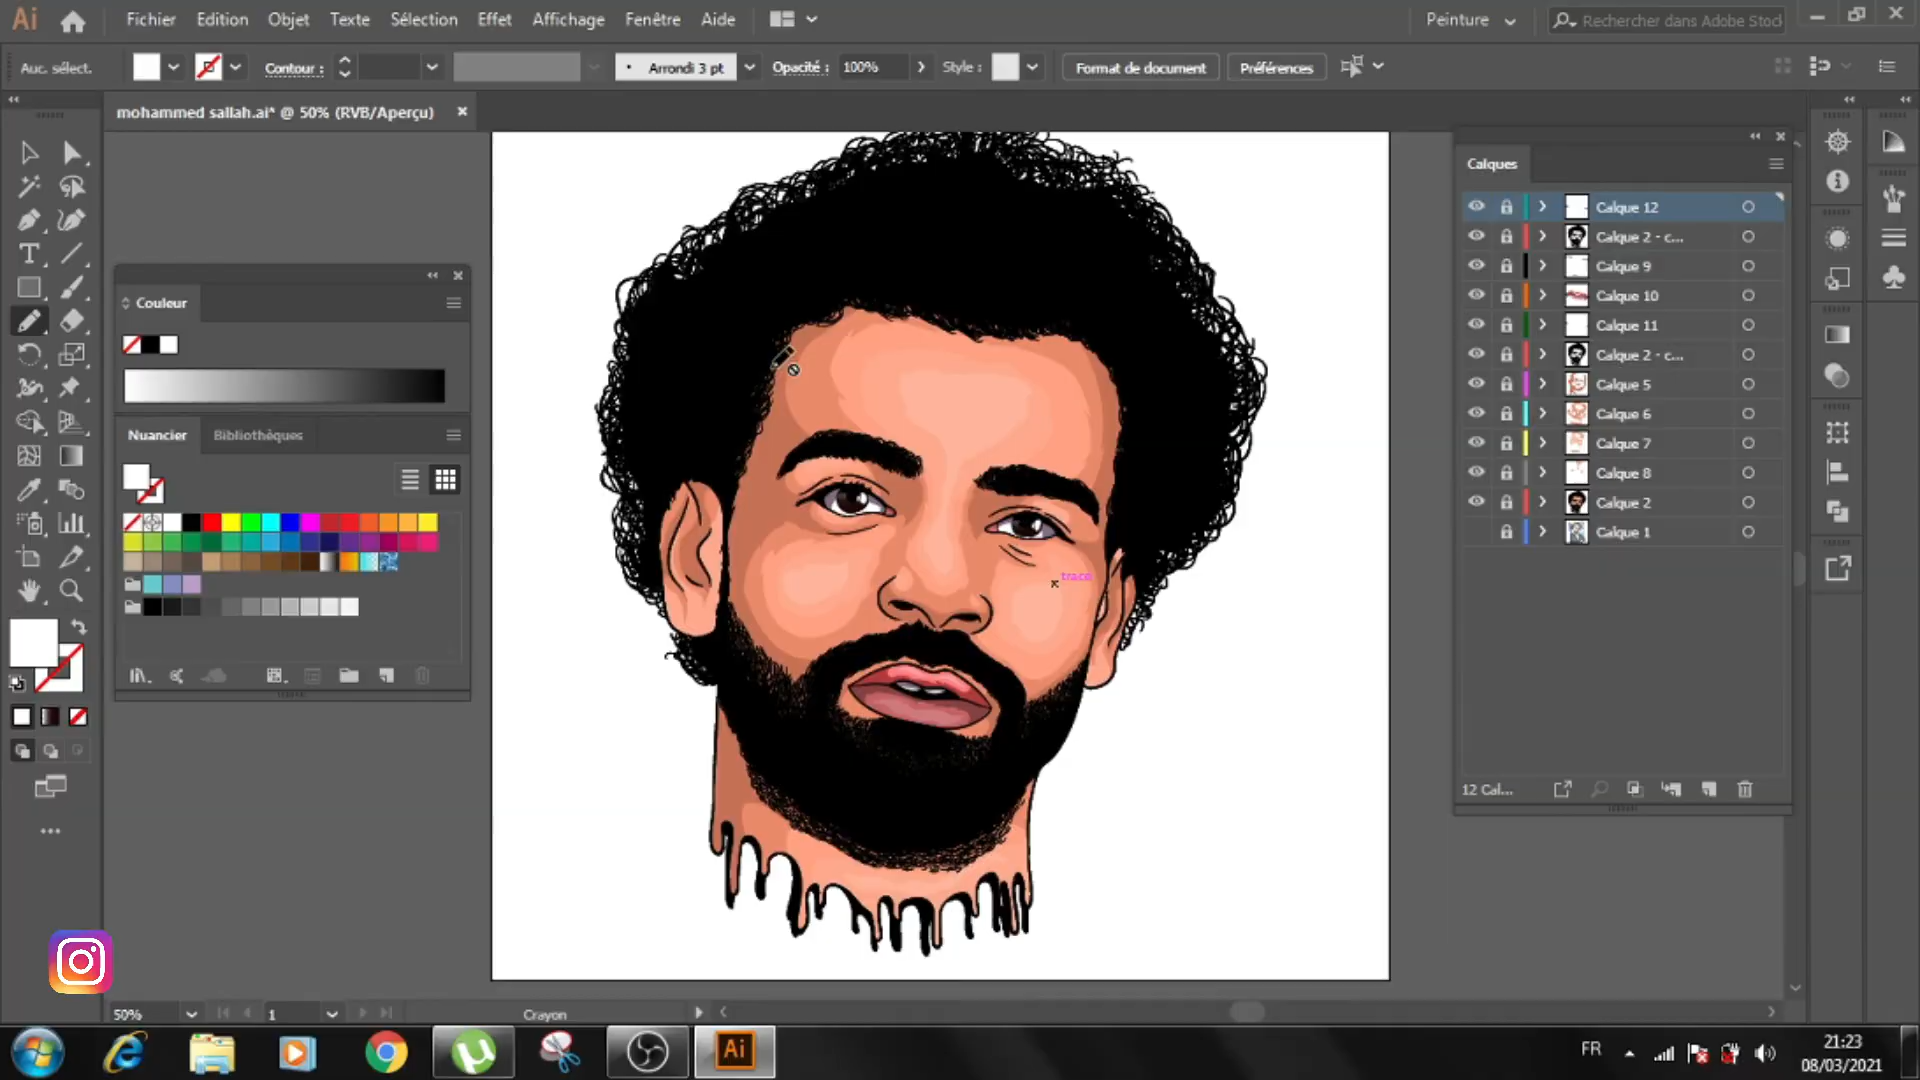 Ai Fichier Edition Objet Texte Sélection Effet Affichage Fenêtre Aide Peinture Rechercher dans Adobe Stock
Auc. sélect. Contour : Arrondi 3 pt Opacité : 100% Style : Format de document Préférences
mohammed sallah.ai* @ 50% (RVB/Aperçu)
Calques
Calque 12
Calque 2 - c...
Calque 9
Calque 10
Calque 11
Calque 2 - c...
Calque 5
Calque 6
Calque 7
Calque 8
Calque 2
Calque 1
12 Cal...
Couleur
Nuancier Bibliothèques
tracé
50% 1 Crayon
Ai FR 21:23
08/03/2021